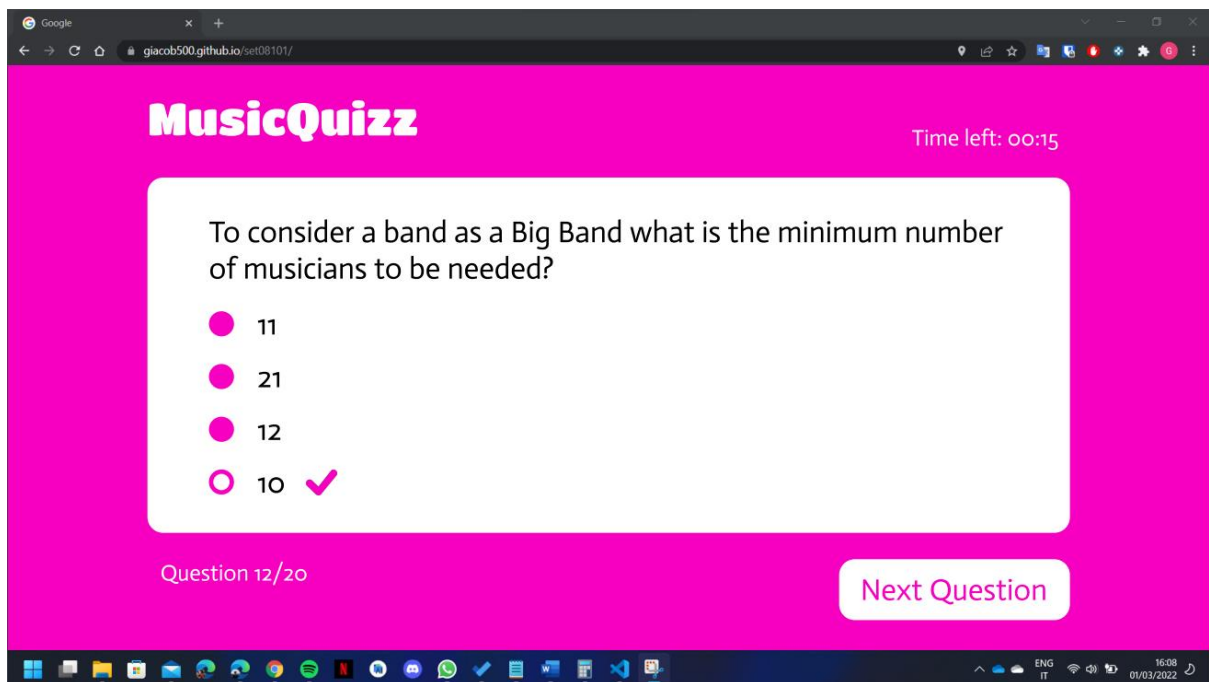 Google
giacob500.github.io/set08101/
G
MusicQuizz
Time left: 00:15
To consider a band as a Big Band what is the minimum number
of musicians to be needed?
11
21
12
10
Question 12/20
Next Question
ENG
IT
16:08
01/03/2022